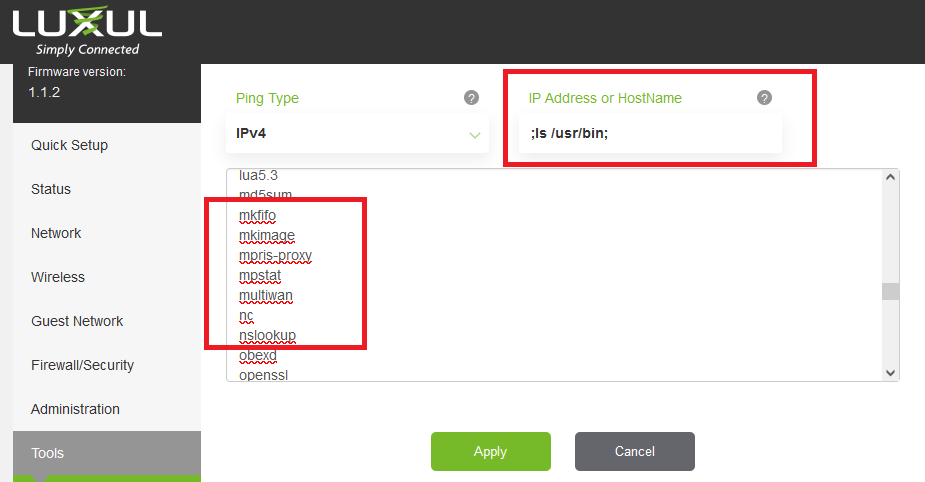 LUXUL
Simply Connected
Firmware version:
1.1.2
Quick Setup
Status
Network
Wireless
Guest Network
Firewall/Security
Administration
Tools
Ping Type
IPv4
IP Address or HostName
;ls /usr/bin;
lua5.3
md5sum
mkfifo
mkimage
mpris-proxy
mpstat
multiwan
nc
nslookup
obexd
openssl
Apply
Cancel